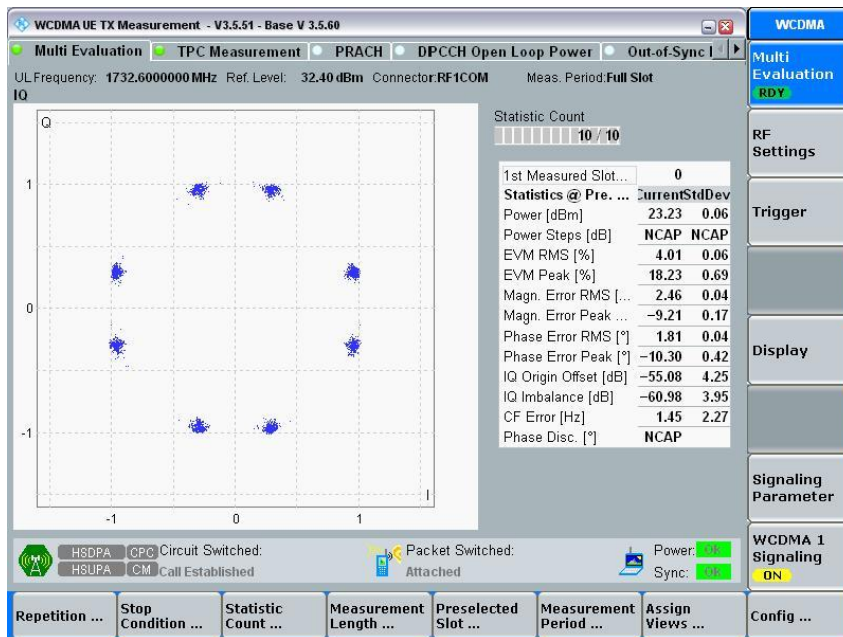 WCDMA UE TX Measurement - V3.5.51 - Base V 3.5.60
WCDMA
Multi Evaluation TPC Measurement PRACH DPCCH Open Loop Power Out-of-Sync
UL Frequency: 1732.6000000 MHz Ref. Level: 32.40 dBm Connector:RF1COM Meas. Period:Full Slot
IQ
Q
1
0
-1
-1 0 1
I
Statistic Count
10 / 10
1st Measured Slot... 0
Statistics @ Pre. ... Current StdDev
Power [dBm] 23.23 0.06
Power Steps [dB] NCAP NCAP
EVM RMS [%] 4.01 0.06
EVM Peak [%] 18.23 0.69
Magn. Error RMS [... 2.46 0.04
Magn. Error Peak ... -9.21 0.17
Phase Error RMS [°] 1.81 0.04
Phase Error Peak [°] -10.30 0.42
IQ Origin Offset [dB] -55.08 4.25
IQ Imbalance [dB] -60.98 3.95
CF Error [Hz] 1.45 2.27
Phase Disc. [°] NCAP
Multi
Evaluation
RDY
RF
Settings
Trigger
Display
Signaling
Parameter
WCDMA 1
Signaling
ON
HSDPA CPC Circuit Switched:
HSUPA CM Call Established
Packet Switched:
Attached
Power: OK
Sync: OK
Repetition ...
Stop
Condition ...
Statistic
Count ...
Measurement
Length ...
Preselected
Slot ...
Measurement
Period ...
Assign
Views ...
Config ...